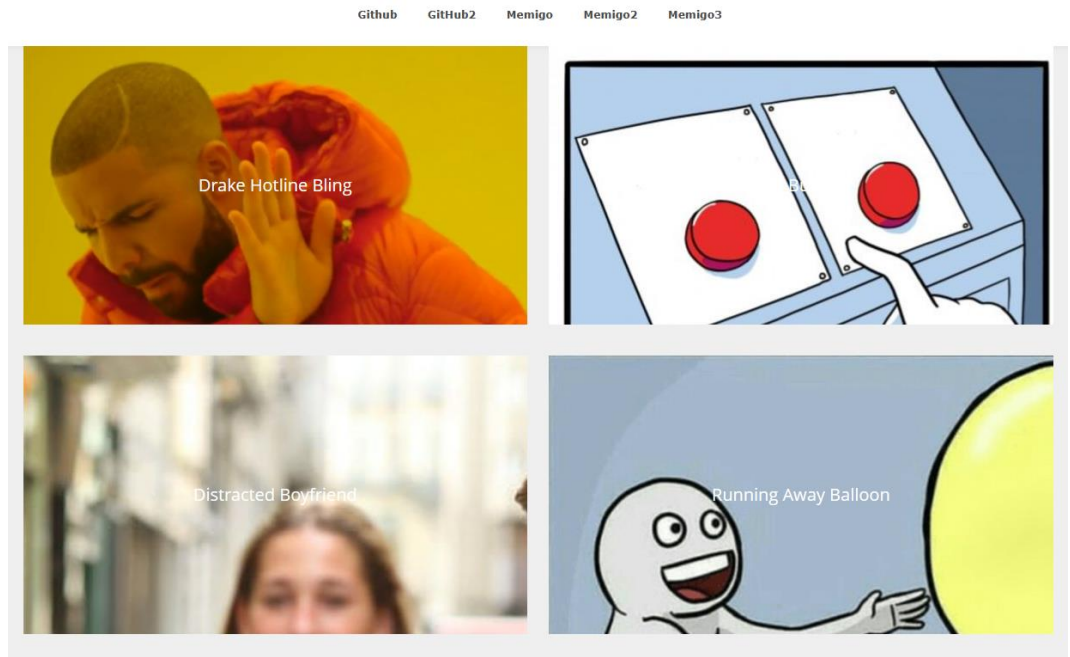 Github GitHub2 Memigo Memigo2 Memigo3
Drake Hotline Bling
Distracted Boyfriend
Running Away Balloon